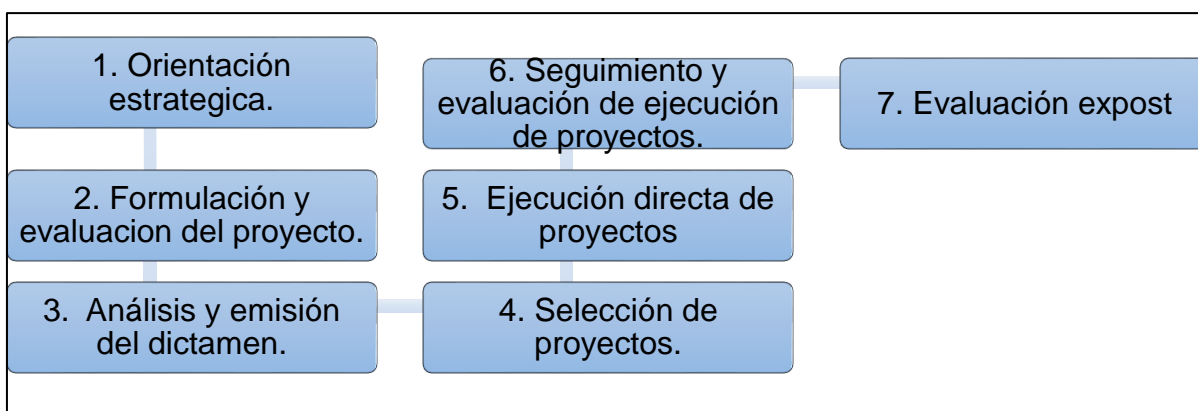 1. Orientación
estrategica.
2. Formulación y
evaluacion del proyecto.
3. Análisis y emisión
del dictamen.
4. Selección de
proyectos.
5. Ejecución directa de
proyectos
6. Seguimiento y
evaluación de ejecución
de proyectos.
7. Evaluación expost